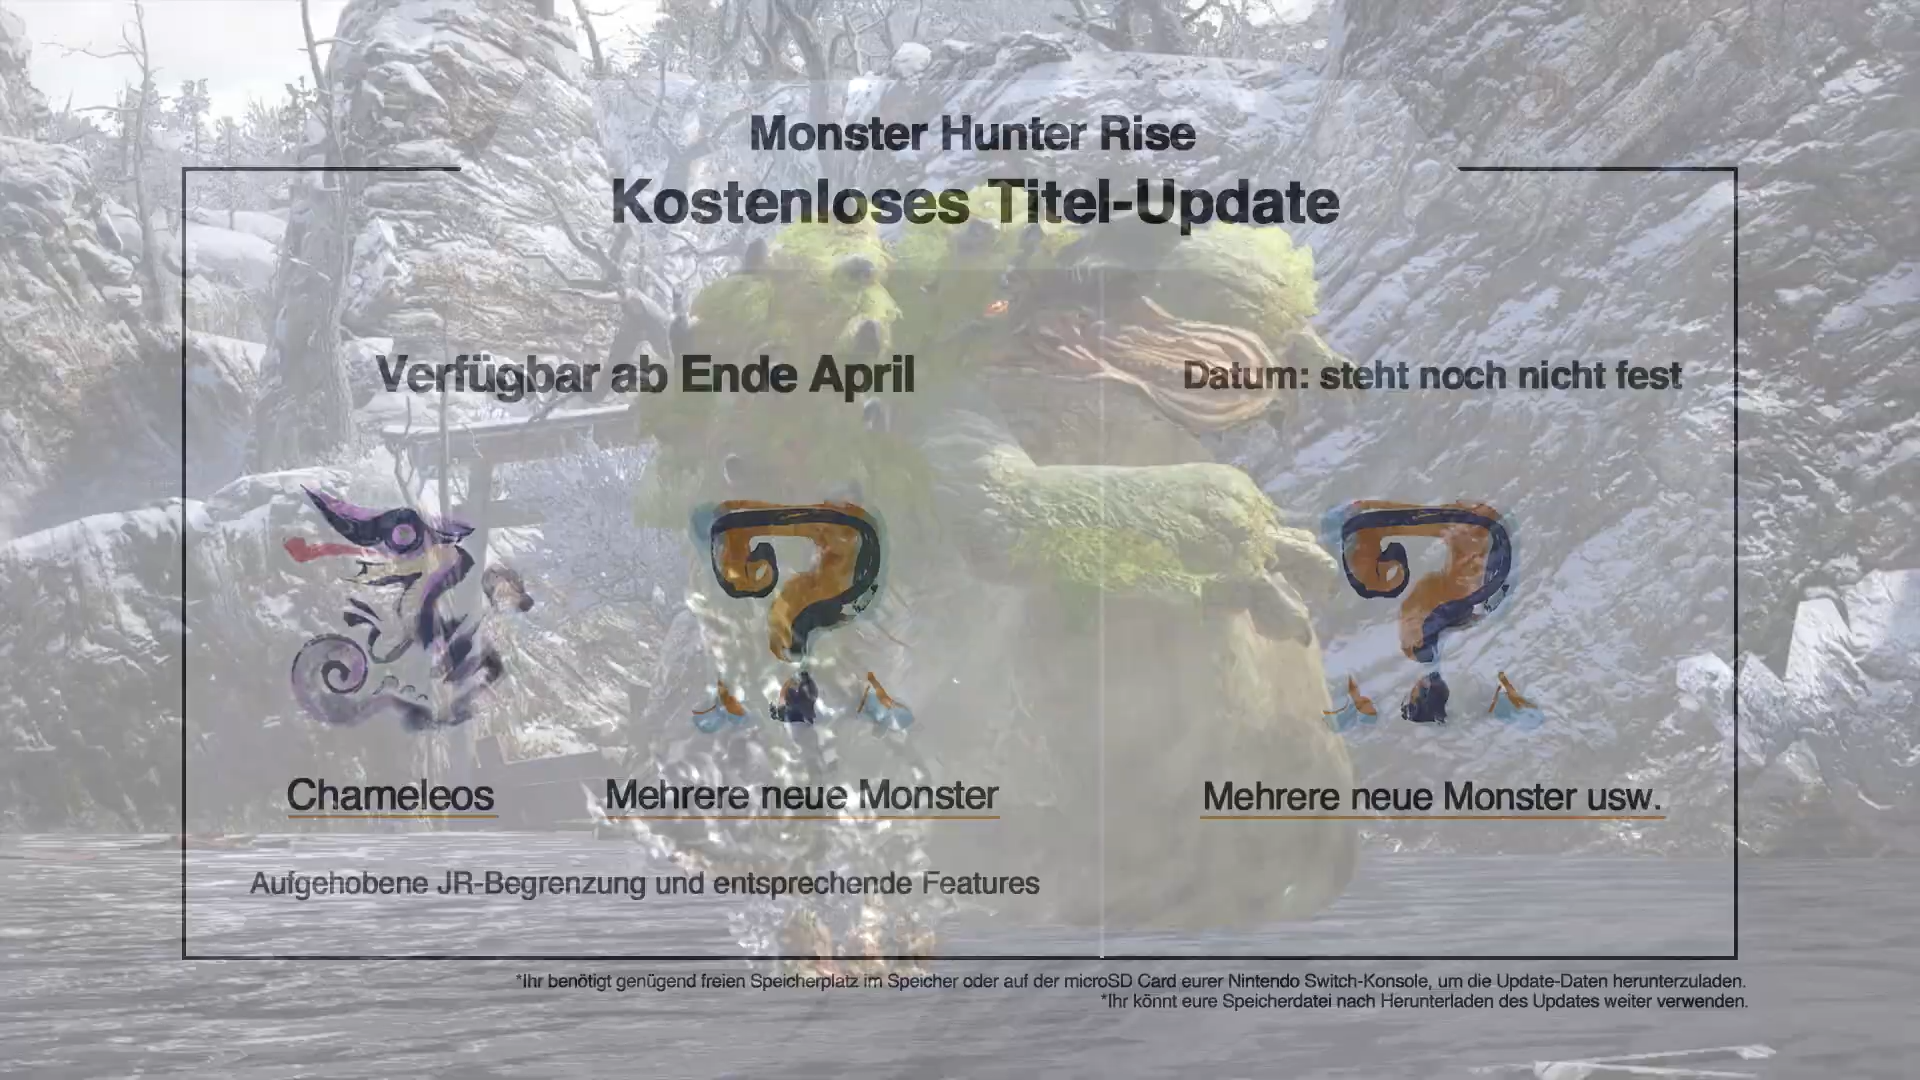 Monster Hunter Rise
Kostenloses Titel-Update
Verfügbar ab Ende April
Datum: steht noch nicht fest
Chameleos
Mehrere neue Monster
Mehrere neue Monster usw.
Aufgehobene JR-Begrenzung und entsprechende Features
*Ihr benötigt genügend freien Speicherplatz im Speicher oder auf der microSD Card eurer Nintendo Switch-Konsole, um die Update-Daten herunterzuladen.
*Ihr könnt eure Speicherdatei nach Herunterladen des Updates weiter verwenden.